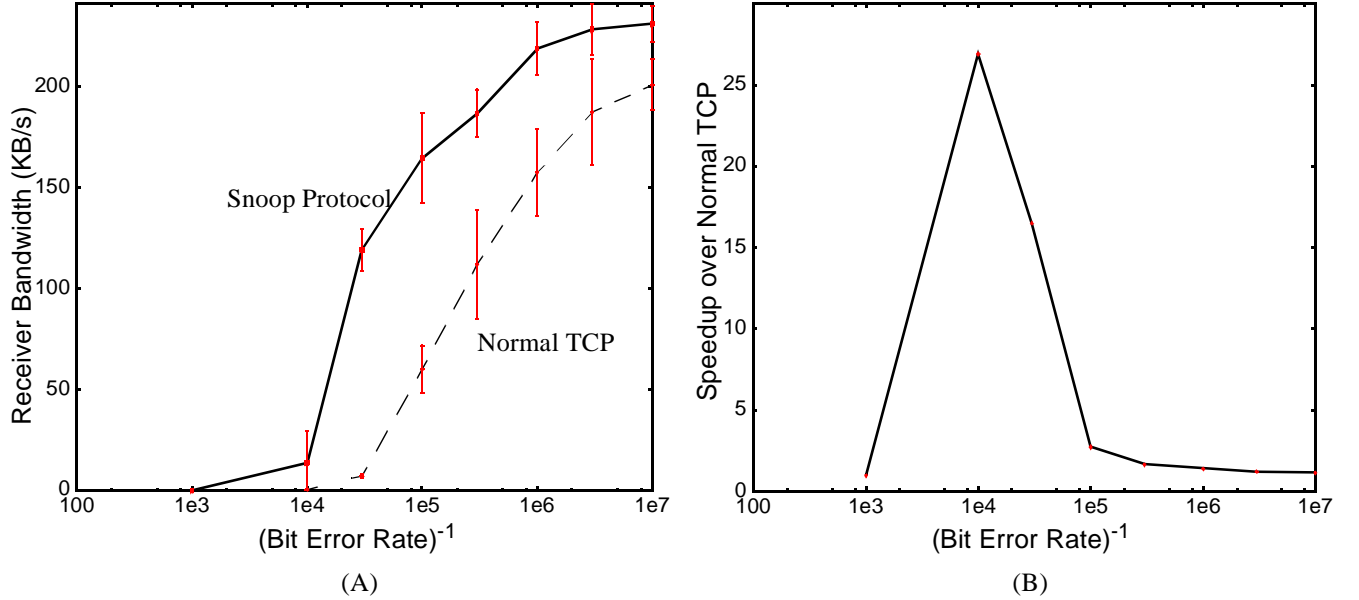 Receiver Bandwidth (KB/s)
200
150
100
50
0
Snoop Protocol
Normal TCP
100 1e3 1e4 1e5 1e6 1e7
(Bit Error Rate)-1
(A)
Speedup over Normal TCP
25
20
15
10
5
0
100 1e3 1e4 1e5 1e6 1e7
(Bit Error Rate)-1
(B)